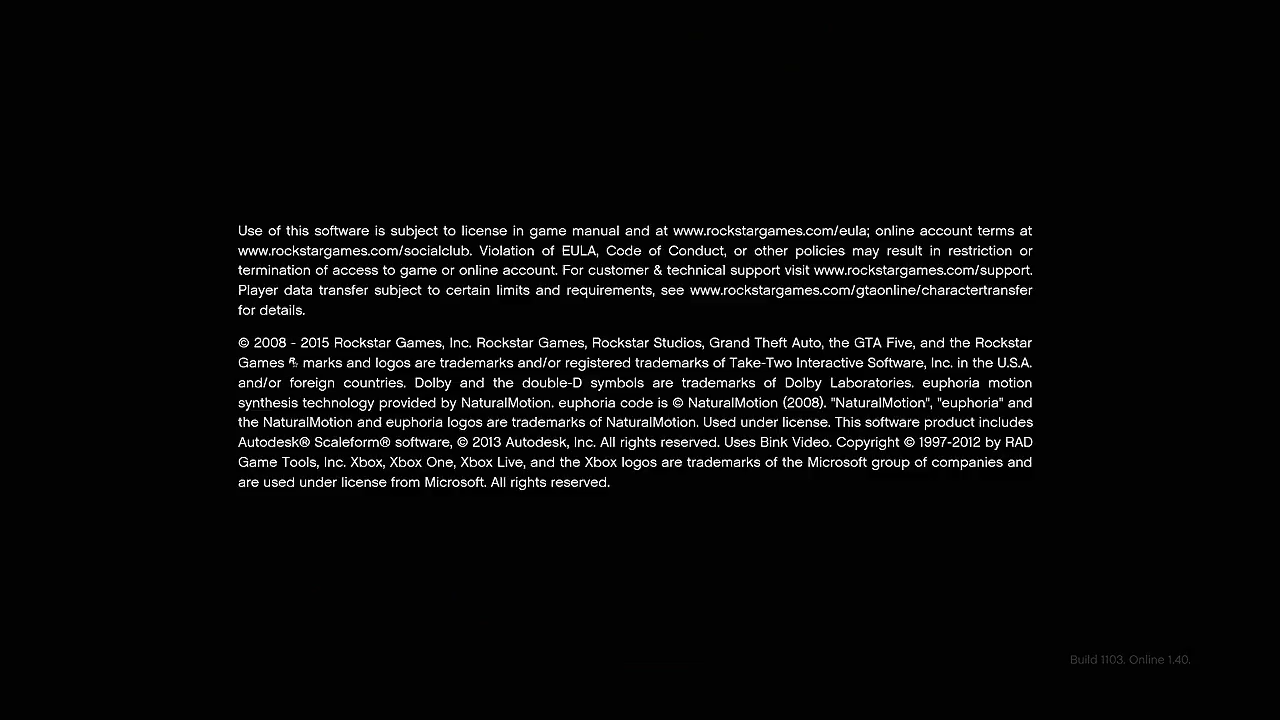 Use of this software is subject to license in game manual and at www.rockstargames.com/eula; online account terms at
www.rockstargames.com/socialclub. Violation of EULA, Code of Conduct, or other policies may result in restriction or
termination of access to game or online account. For customer & technical support visit www.rockstargames.com/support.
Player data transfer subject to certain limits and requirements, see www.rockstargames.com/gtaonline/charactertransfer
for details.
© 2008 - 2015 Rockstar Games, Inc. Rockstar Games, Rockstar Studios, Grand Theft Auto, the GTA Five, and the Rockstar
Games R* marks and logos are trademarks and/or registered trademarks of Take-Two Interactive Software, Inc. in the U.S.A.
and/or foreign countries. Dolby and the double-D symbols are trademarks of Dolby Laboratories. euphoria motion
synthesis technology provided by NaturalMotion. euphoria code is © NaturalMotion (2008). "NaturalMotion", "euphoria" and
the NaturalMotion and euphoria logos are trademarks of NaturalMotion. Used under license. This software product includes
Autodesk® Scaleform® software, © 2013 Autodesk, Inc. All rights reserved. Uses Bink Video. Copyright © 1997-2012 by RAD
Game Tools, Inc. Xbox, Xbox One, Xbox Live, and the Xbox logos are trademarks of the Microsoft group of companies and
are used under license from Microsoft. All rights reserved.
Build 1103. Online 1.40.